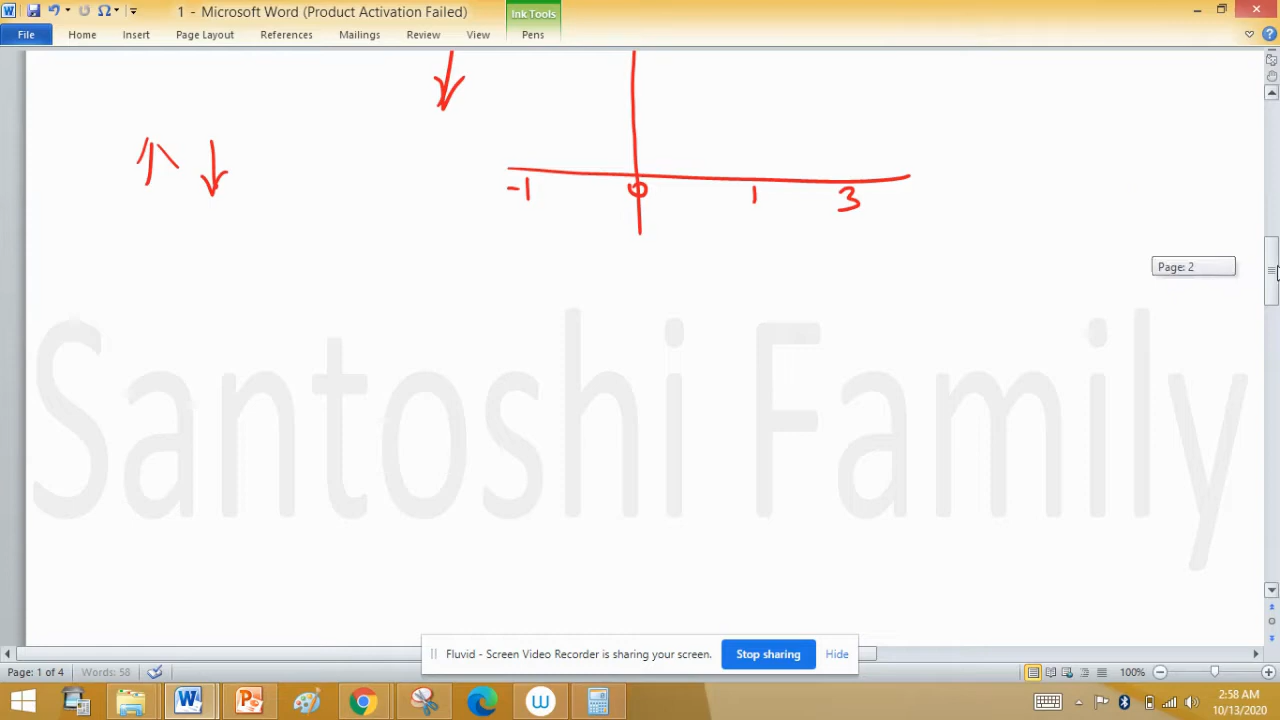 1 - Microsoft Word (Product Activation Failed)
Ink Tools
File Home Insert Page Layout References Mailings Review View Pens
-1 0 1 3
Page: 2
Santoshi Family
Fluvid - Screen Video Recorder is sharing your screen. Stop sharing Hide
Page: 1 of 4 Words: 58 100%
2:58 AM
10/13/2020